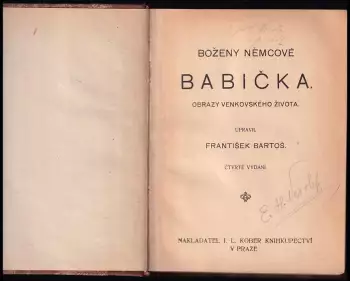 BOŽENY NĚMCOVÉ
BABIČKA.
OBRAZY VENKOVSKÉHO ŽIVOTA.
UPRAVIL
FRANTIŠEK BARTOŠ.
ČTVRTÉ VYDÁNÍ.
NAKLADATEL I. L. KOBER KNIHKUPECTVÍ
V PRAZE